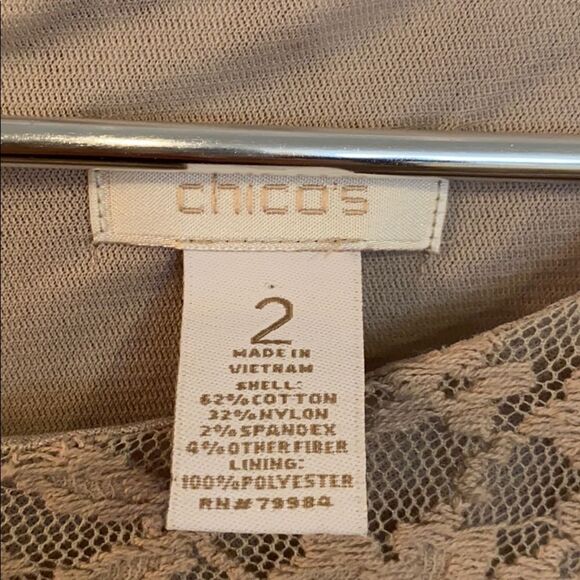 chico's
2
MADE IN
VIETNAM
SHELL:
62%COTTON
32%NYLON
2%SPANDEX
4%OTHER FIBER
LINING:
100%POLYESTER
RN#79984